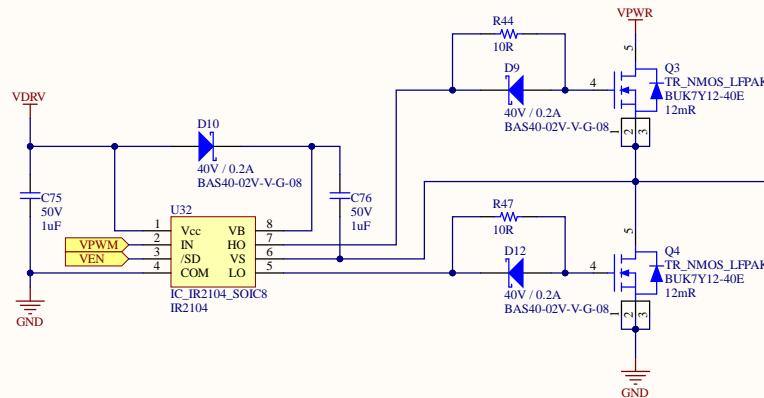 VPWR
R44
10R
5
Q3
TR_NMOS_LFPAK
BUK7Y12-40E
12mR
D9
4
40V / 0.2A
BAS40-02V-V-G-08
1
2
3
VDRV
D10
40V / 0.2A
BAS40-02V-V-G-08
C75
50V
1uF
C76
50V
1uF
U32
1 Vcc VB 8
VPWM 2 IN HO 7
VEN 3 /SD VS 6
4 COM LO 5
IC_IR2104_SOIC8
IR2104
GND
R47
10R
5
Q4
TR_NMOS_LFPAK
BUK7Y12-40E
12mR
D12
4
40V / 0.2A
BAS40-02V-V-G-08
1
2
3
GND